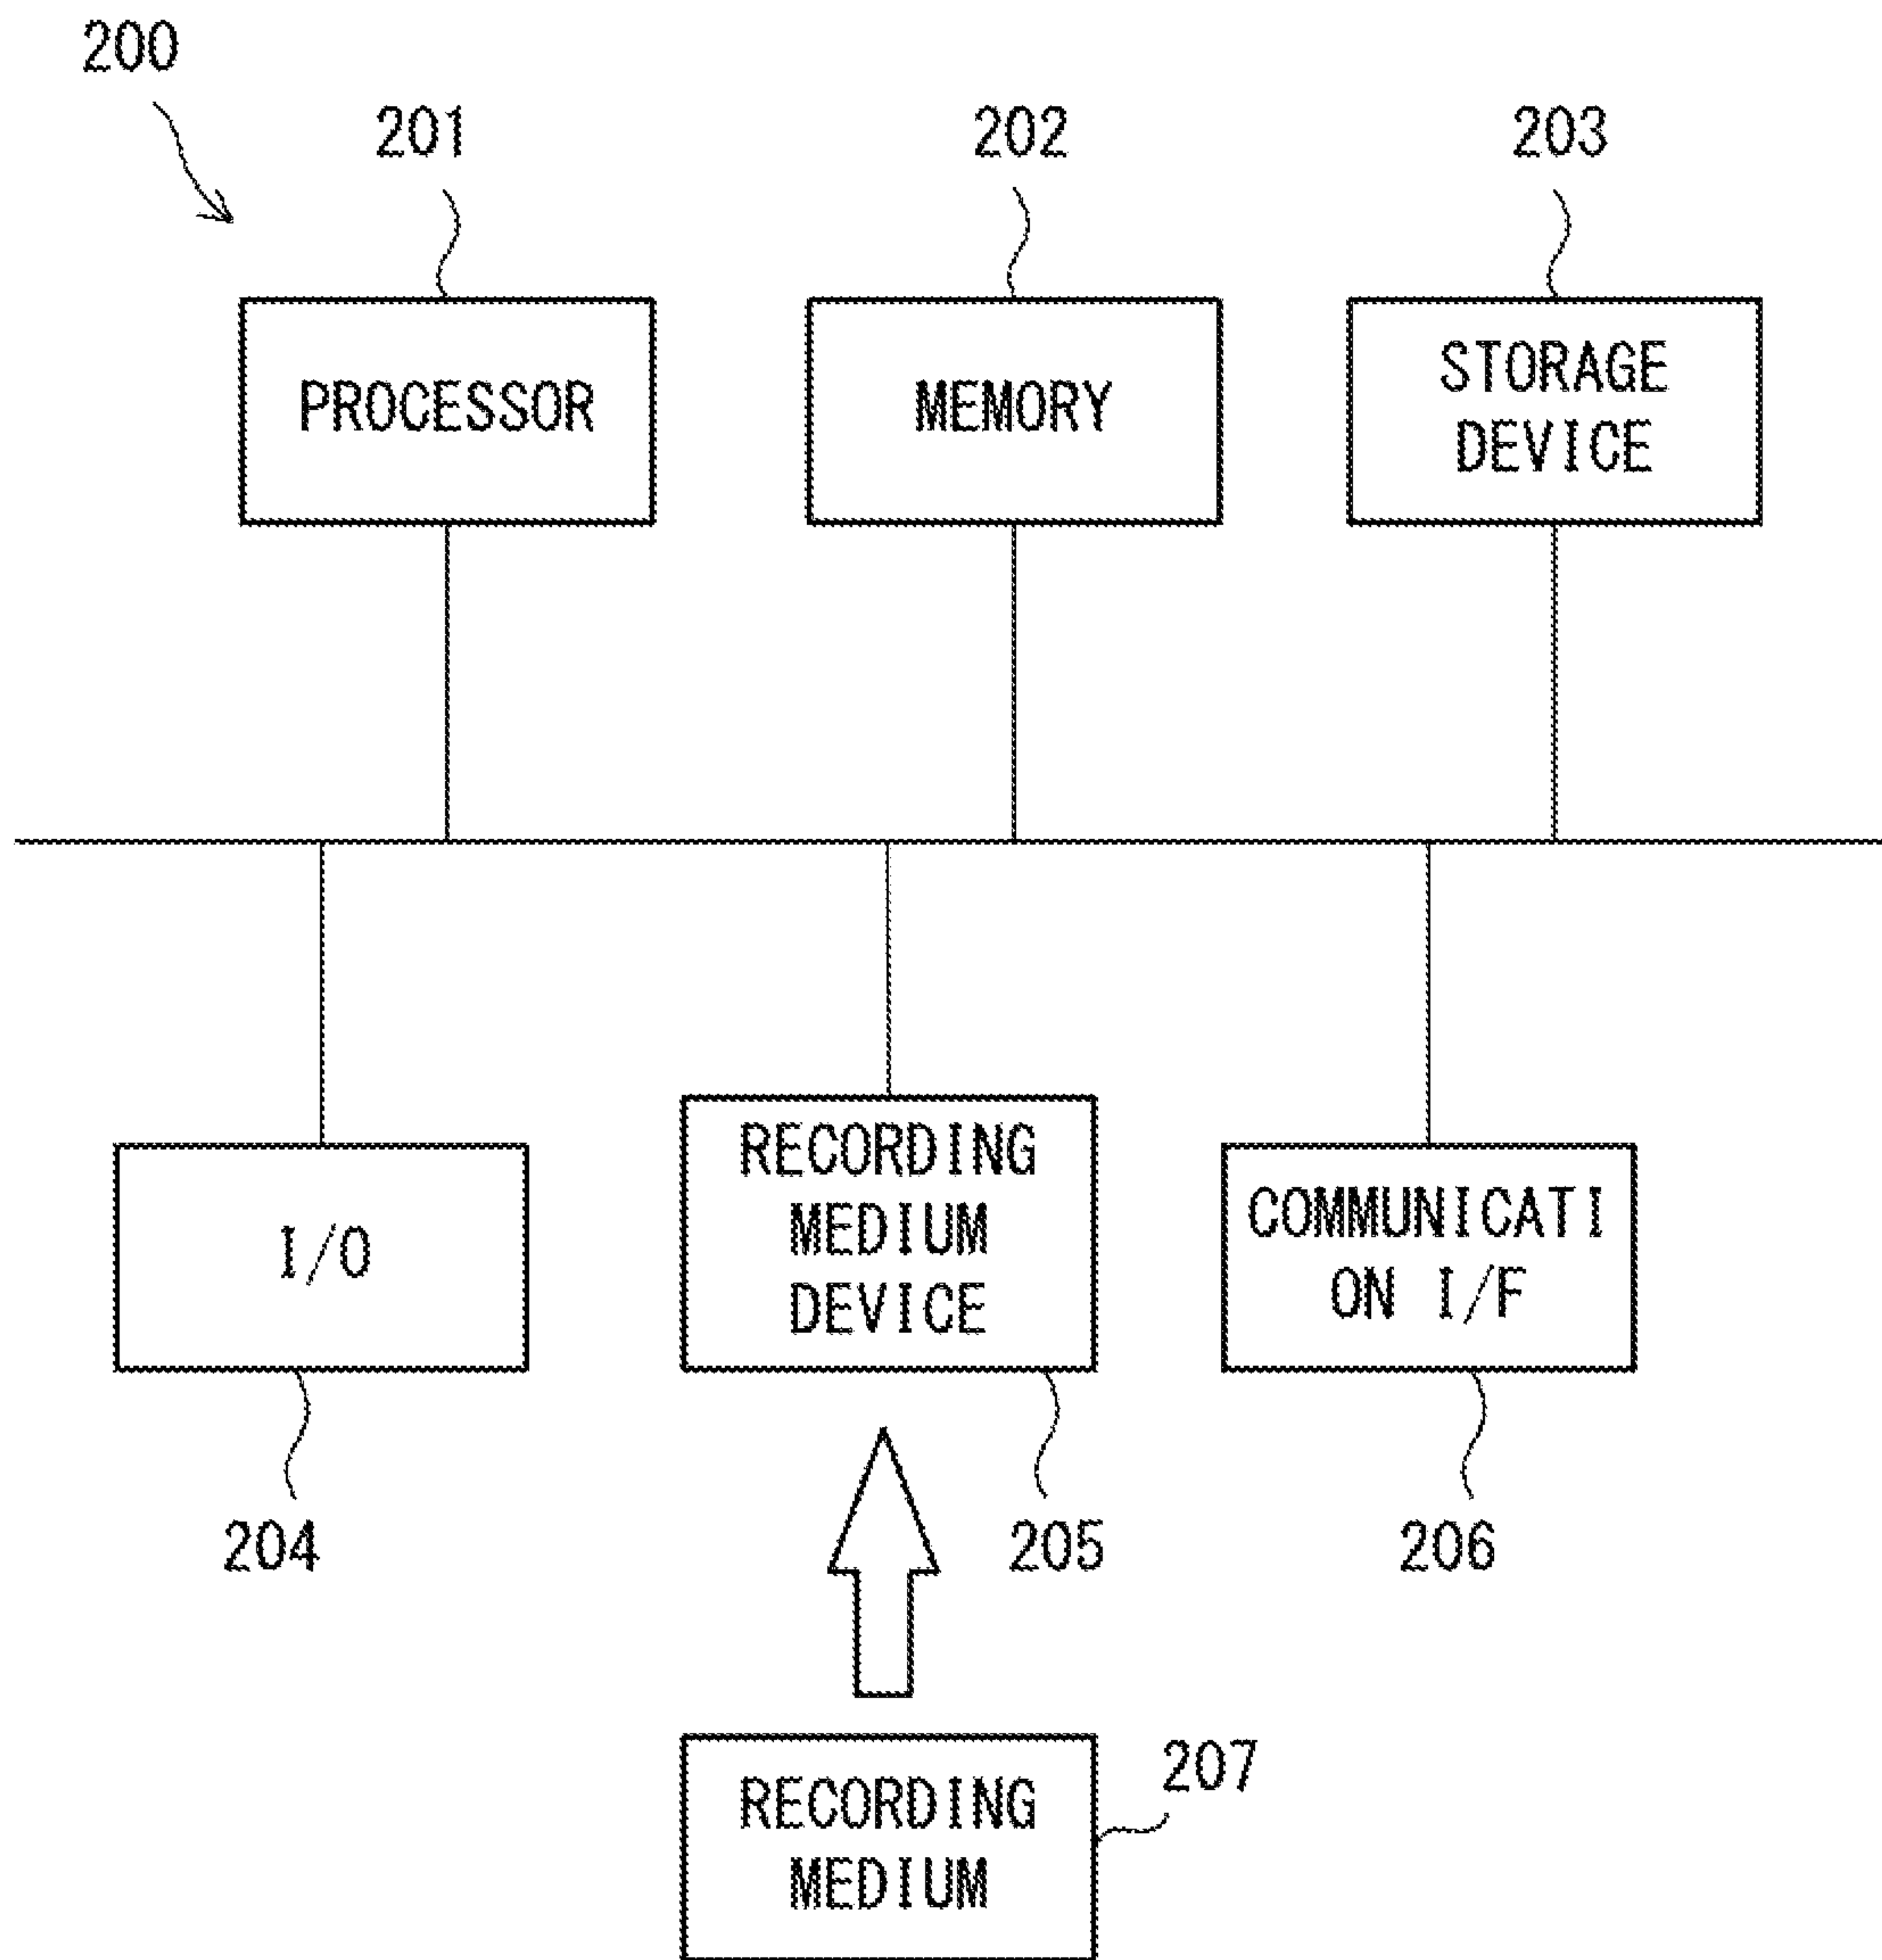 200
201
202
203
PROCESSOR
MEMORY
STORAGE
DEVICE
I/O
RECORDING
MEDIUM
DEVICE
COMMUNICATI
ON I/F
204
205
206
RECORDING
MEDIUM
207